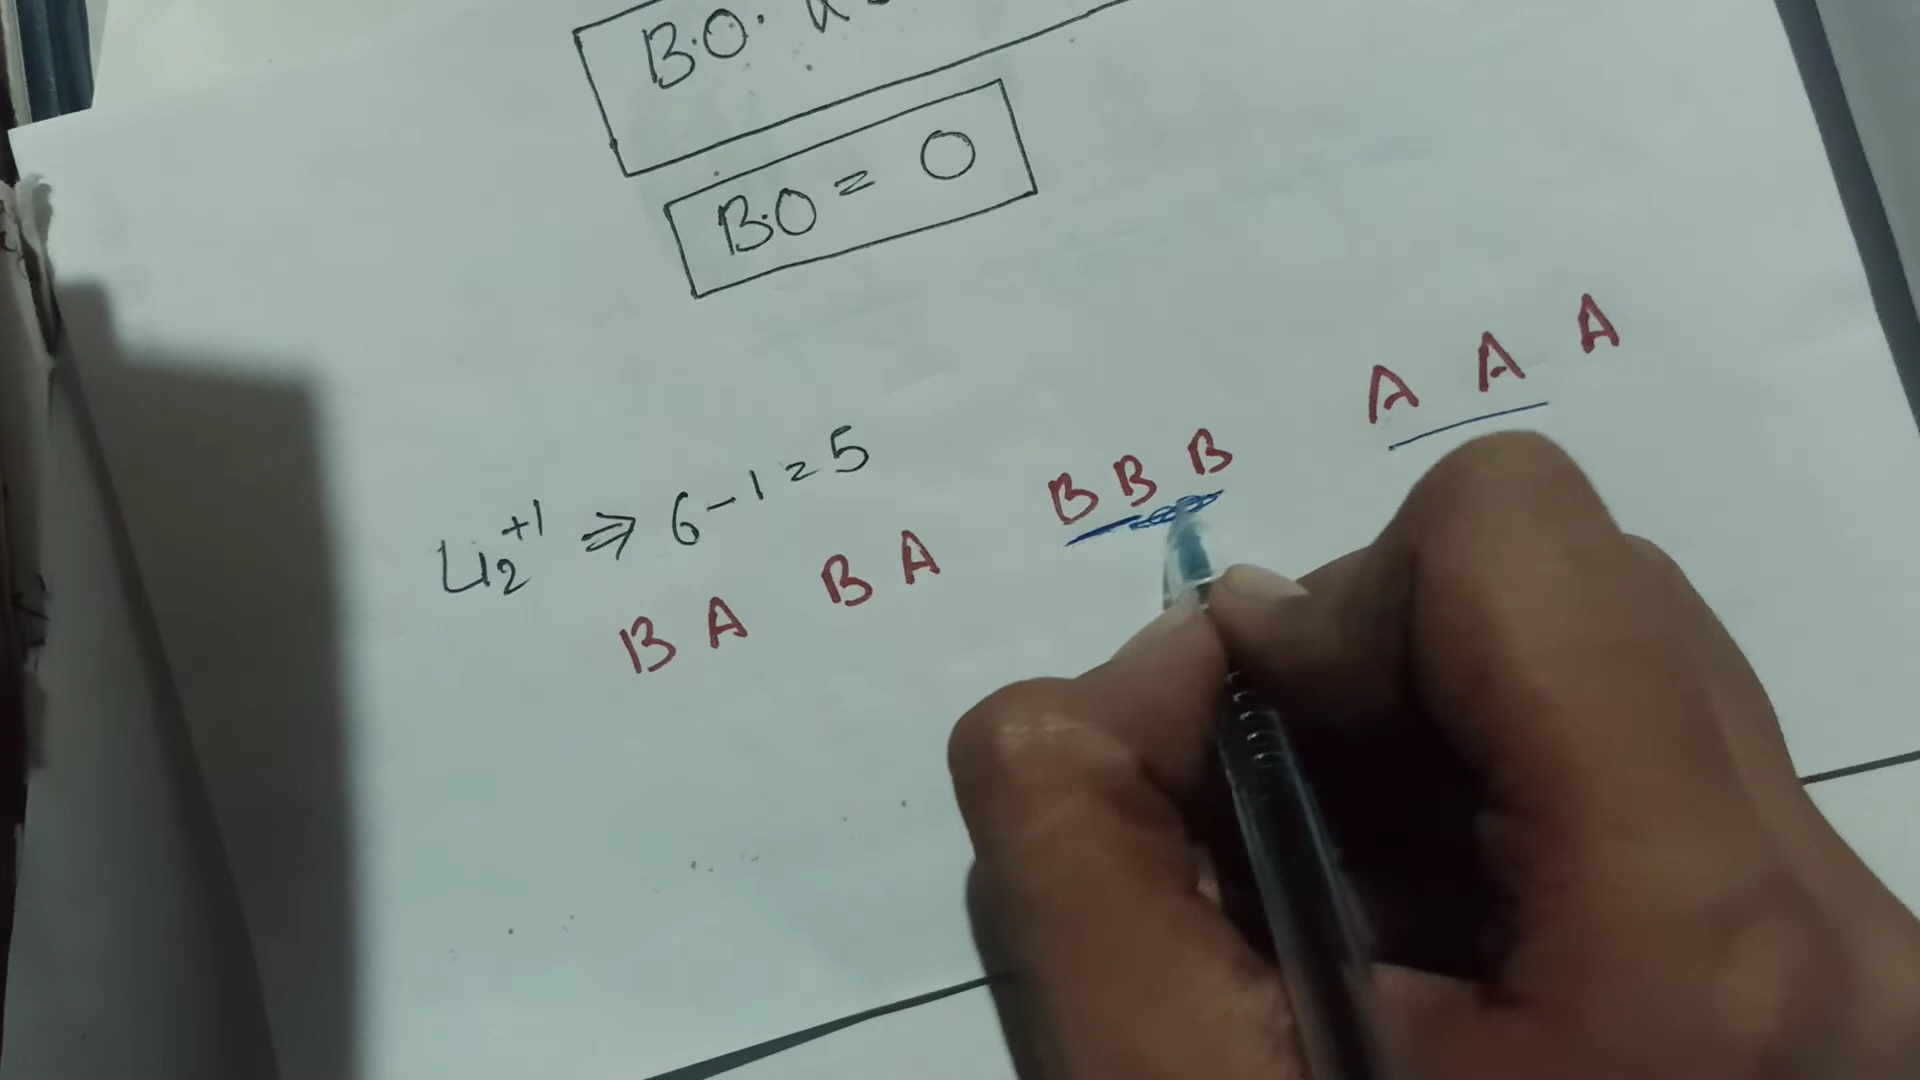 B.O.
B.O = 0
Li₂⁺¹ ⇒ 6 - 1 = 5
B A B A B B B A A A